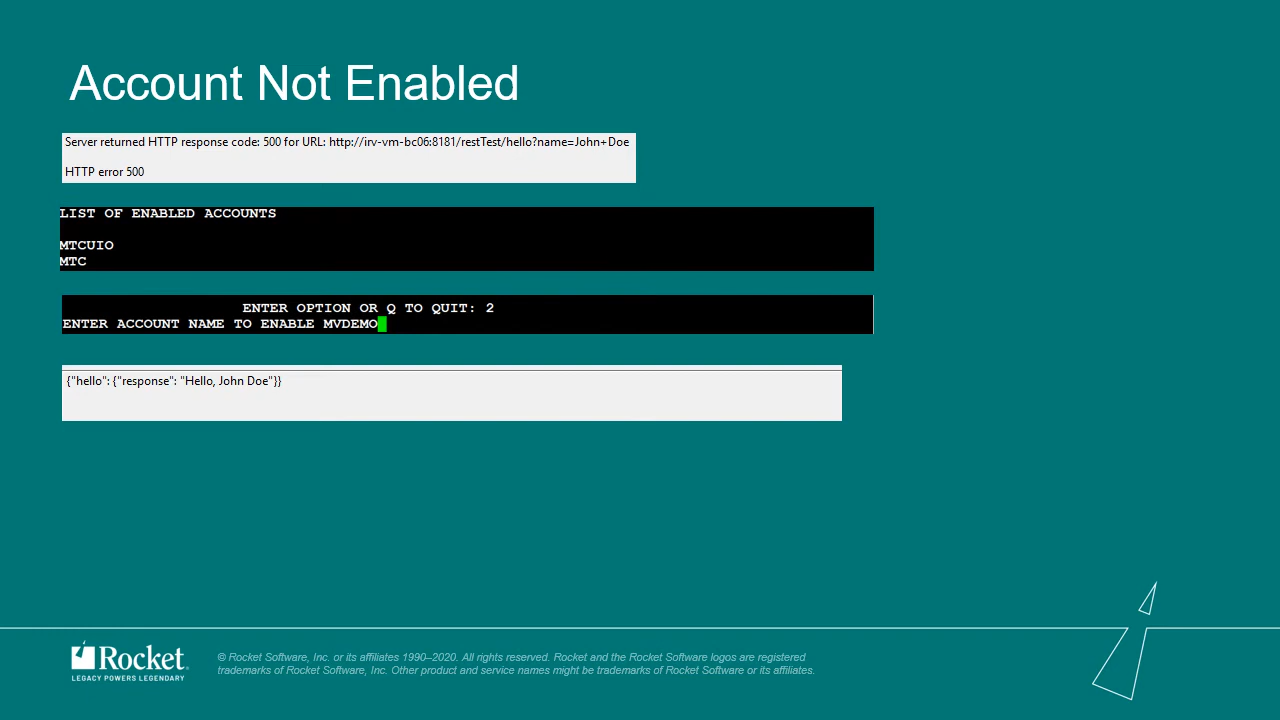 Account Not Enabled
Server returned HTTP response code: 500 for URL: http://irv-vm-bc06:8181/restTest/hello?name=John+Doe
HTTP error 500
LIST OF ENABLED ACCOUNTS
MTCUIO
MTC
ENTER OPTION OR Q TO QUIT: 2
ENTER ACCOUNT NAME TO ENABLE MVDEMO
{"hello": {"response": "Hello, John Doe"}}
Rocket
LEGACY POWERS LEGENDARY
© Rocket Software, Inc. or its affiliates 1990–2020. All rights reserved. Rocket and the Rocket Software logos are registered
trademarks of Rocket Software, Inc. Other product and service names might be trademarks of Rocket Software or its affiliates.